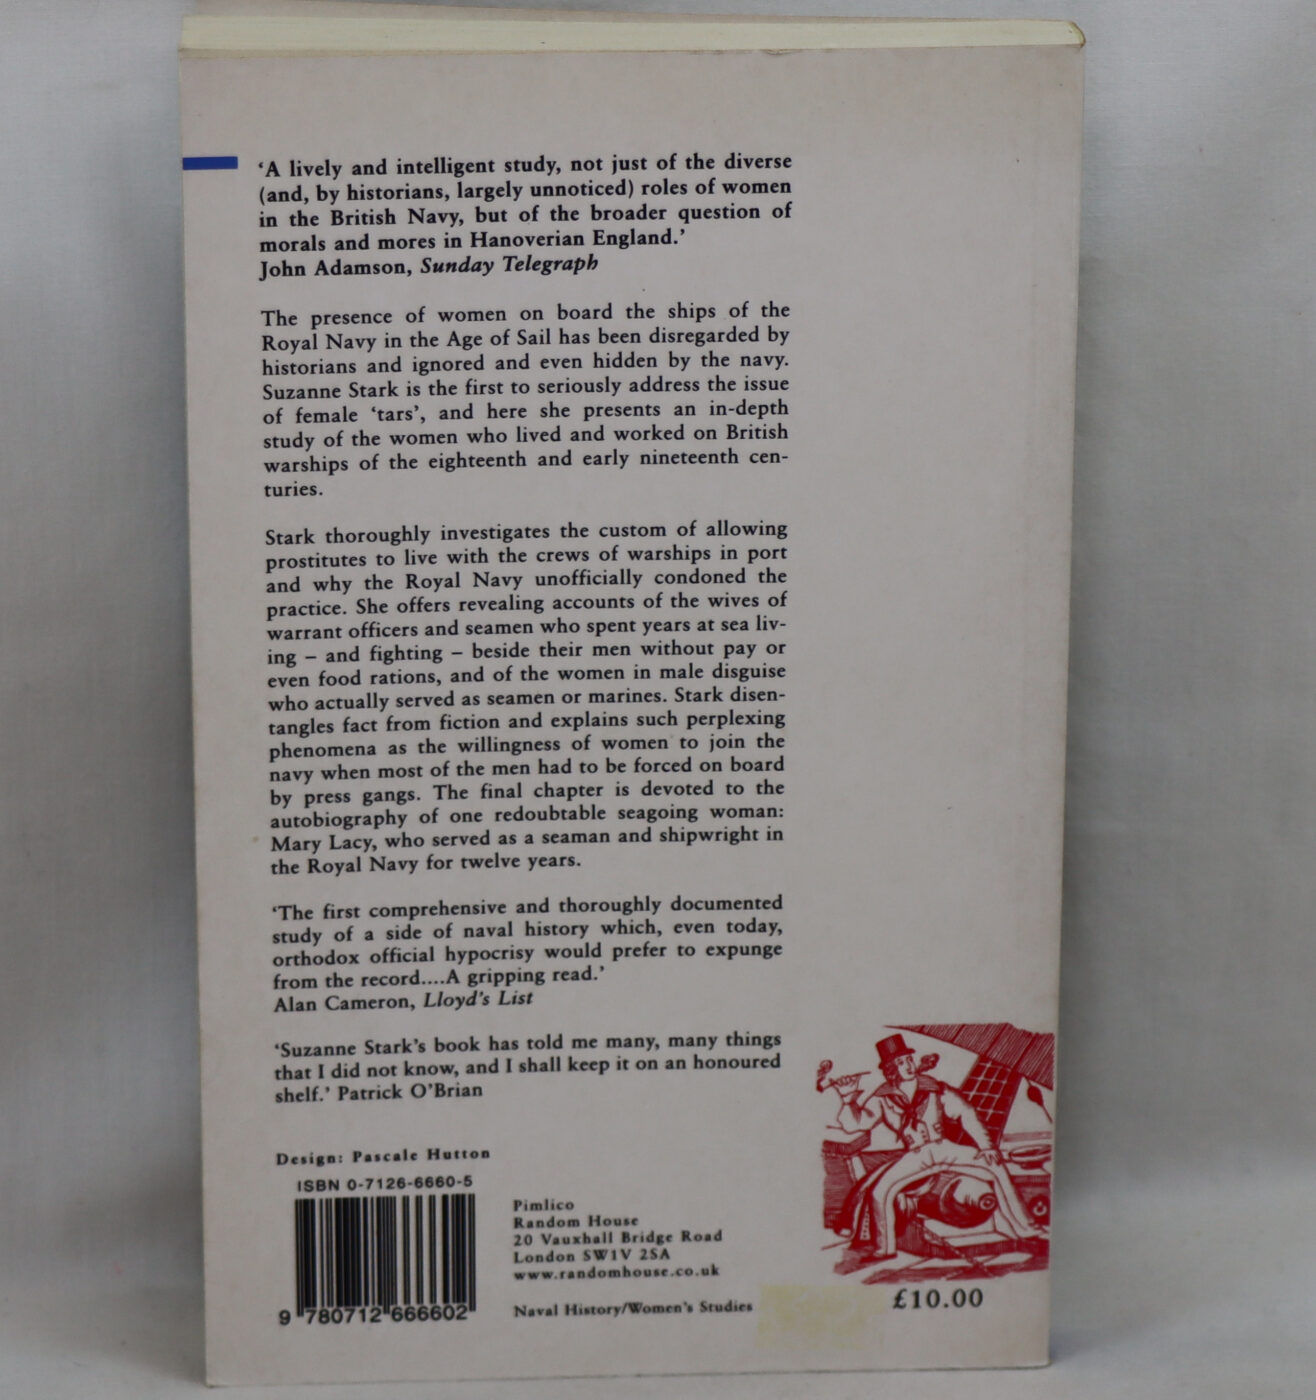 ‘A lively and intelligent study, not just of the diverse
(and, by historians, largely unnoticed) roles of women
in the British Navy, but of the broader question of
morals and mores in Hanoverian England.’
John Adamson, Sunday Telegraph
The presence of women on board the ships of the
Royal Navy in the Age of Sail has been disregarded by
historians and ignored and even hidden by the navy.
Suzanne Stark is the first to seriously address the issue
of female ‘tars’, and here she presents an in-depth
study of the women who lived and worked on British
warships of the eighteenth and early nineteenth cen-
turies.
Stark thoroughly investigates the custom of allowing
prostitutes to live with the crews of warships in port
and why the Royal Navy unofficially condoned the
practice. She offers revealing accounts of the wives of
warrant officers and seamen who spent years at sea liv-
ing – and fighting – beside their men without pay or
even food rations, and of the women in male disguise
who actually served as seamen or marines. Stark disen-
tangles fact from fiction and explains such perplexing
phenomena as the willingness of women to join the
navy when most of the men had to be forced on board
by press gangs. The final chapter is devoted to the
autobiography of one redoubtable seagoing woman:
Mary Lacy, who served as a seaman and shipwright in
the Royal Navy for twelve years.
‘The first comprehensive and thoroughly documented
study of a side of naval history which, even today,
orthodox official hypocrisy would prefer to expunge
from the record....A gripping read.’
Alan Cameron, Lloyd’s List
‘Suzanne Stark’s book has told me many, many things
that I did not know, and I shall keep it on an honoured
shelf.’ Patrick O’Brian
Design: Pascale Hutton
ISBN 0-7126-6660-5
9 780712 666602
Pimlico
Random House
20 Vauxhall Bridge Road
London SW1V 2SA
www.randomhouse.co.uk
Naval History/Women’s Studies
£10.00